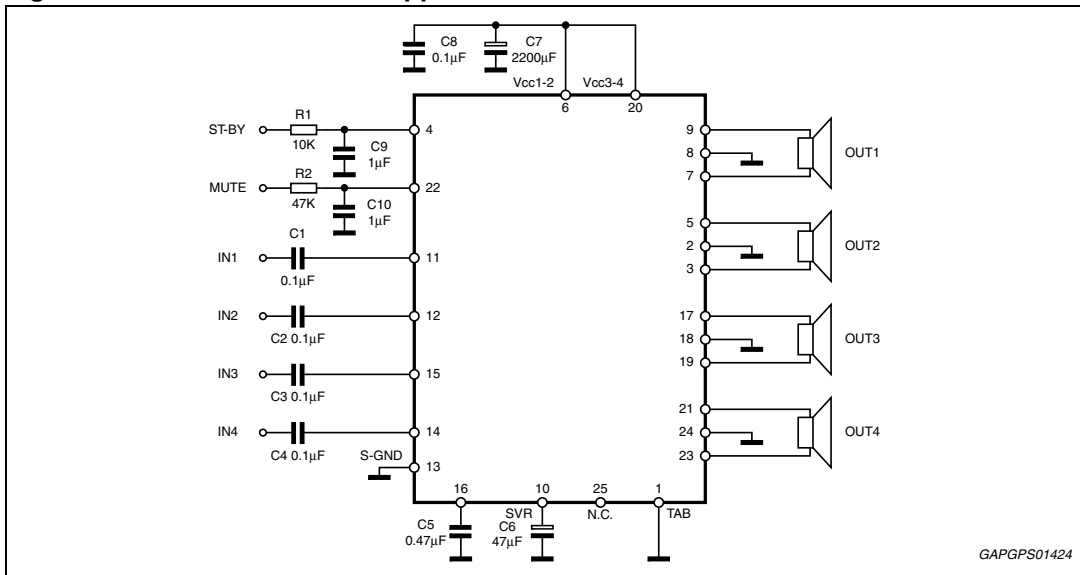 C8
0.1µF
C7
2200µF
Vcc1-2
Vcc3-4
6
20
ST-BY
R1
10K
C9
1µF
4
MUTE
R2
47K
C10
1µF
22
IN1
C1
0.1µF
11
IN2
C2 0.1µF
12
IN3
C3 0.1µF
15
IN4
C4 0.1µF
14
S-GND
13
9
8
7
OUT1
5
2
3
OUT2
17
18
19
OUT3
21
24
23
OUT4
16
10
25
1
SVR
N.C.
TAB
C5
0.47µF
C6
47µF
GAPGPS01424